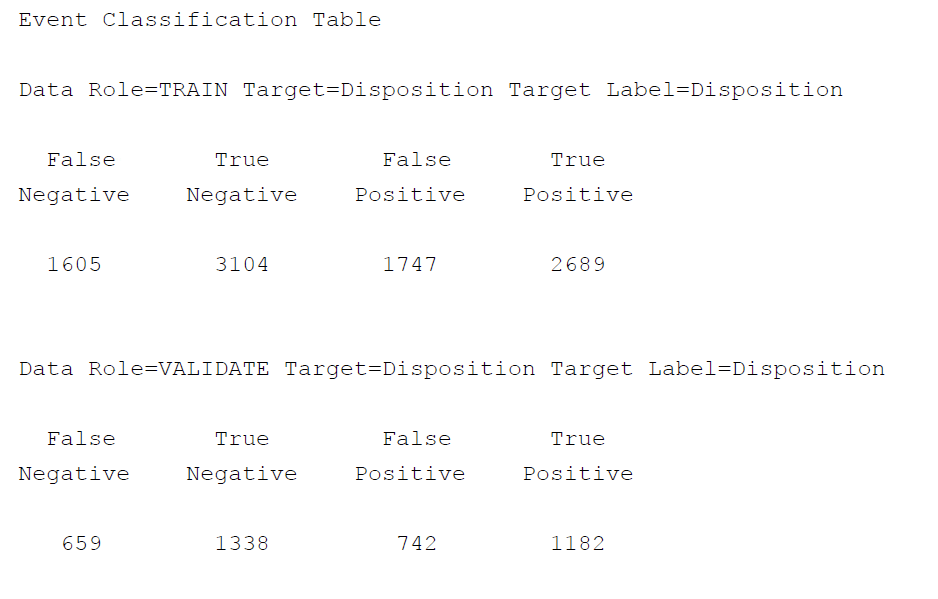 Event Classification Table
Data Role=TRAIN Target=Disposition Target Label=Disposition
False True False True
Negative Negative Positive Positive
1605 3104 1747 2689
Data Role=VALIDATE Target=Disposition Target Label=Disposition
False True False True
Negative Negative Positive Positive
659 1338 742 1182